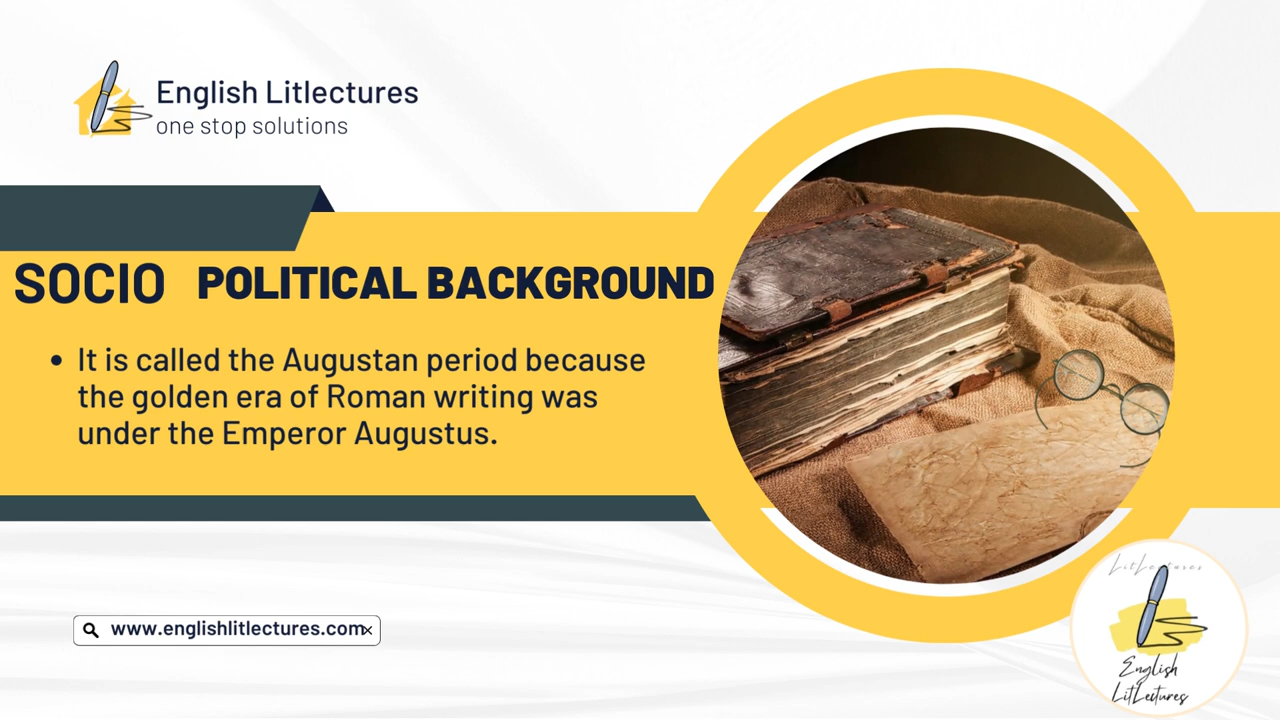 English Litlectures
one stop solutions
SOCIO POLITICAL BACKGROUND
• It is called the Augustan period because
the golden era of Roman writing was
under the Emperor Augustus.
www.englishlitlectures.com
LitLectures
English
LitLectures